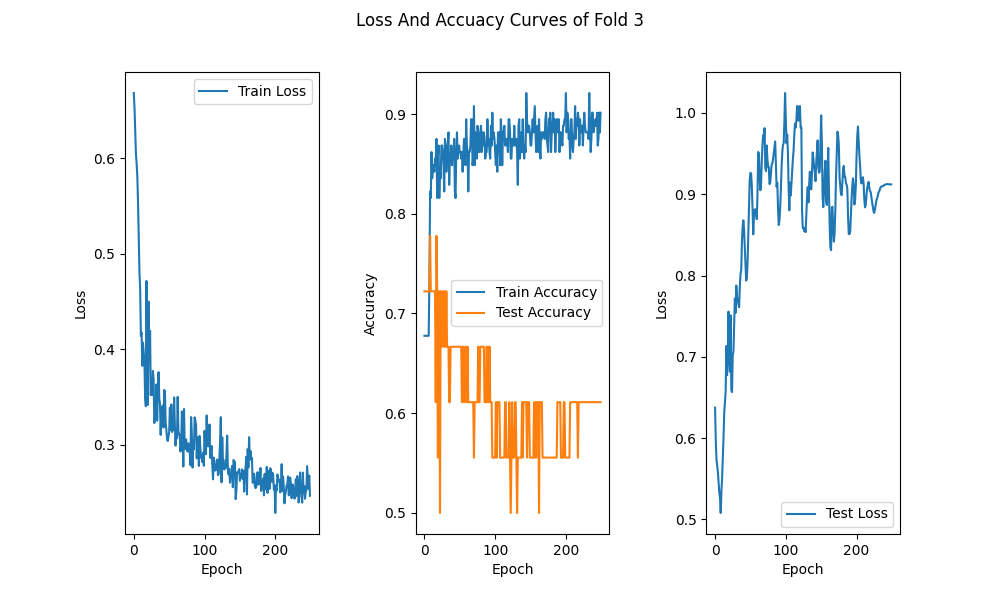 Loss And Accuacy Curves of Fold 3
Train Loss
0.6
0.5
0.4
0.3
Loss
0
100
200
Epoch
0.9
0.8
0.7
0.6
0.5
Accuracy
Train Accuracy
Test Accuracy
0
100
200
Epoch
1.0
0.9
0.8
0.7
0.6
0.5
Loss
Test Loss
0
100
200
Epoch